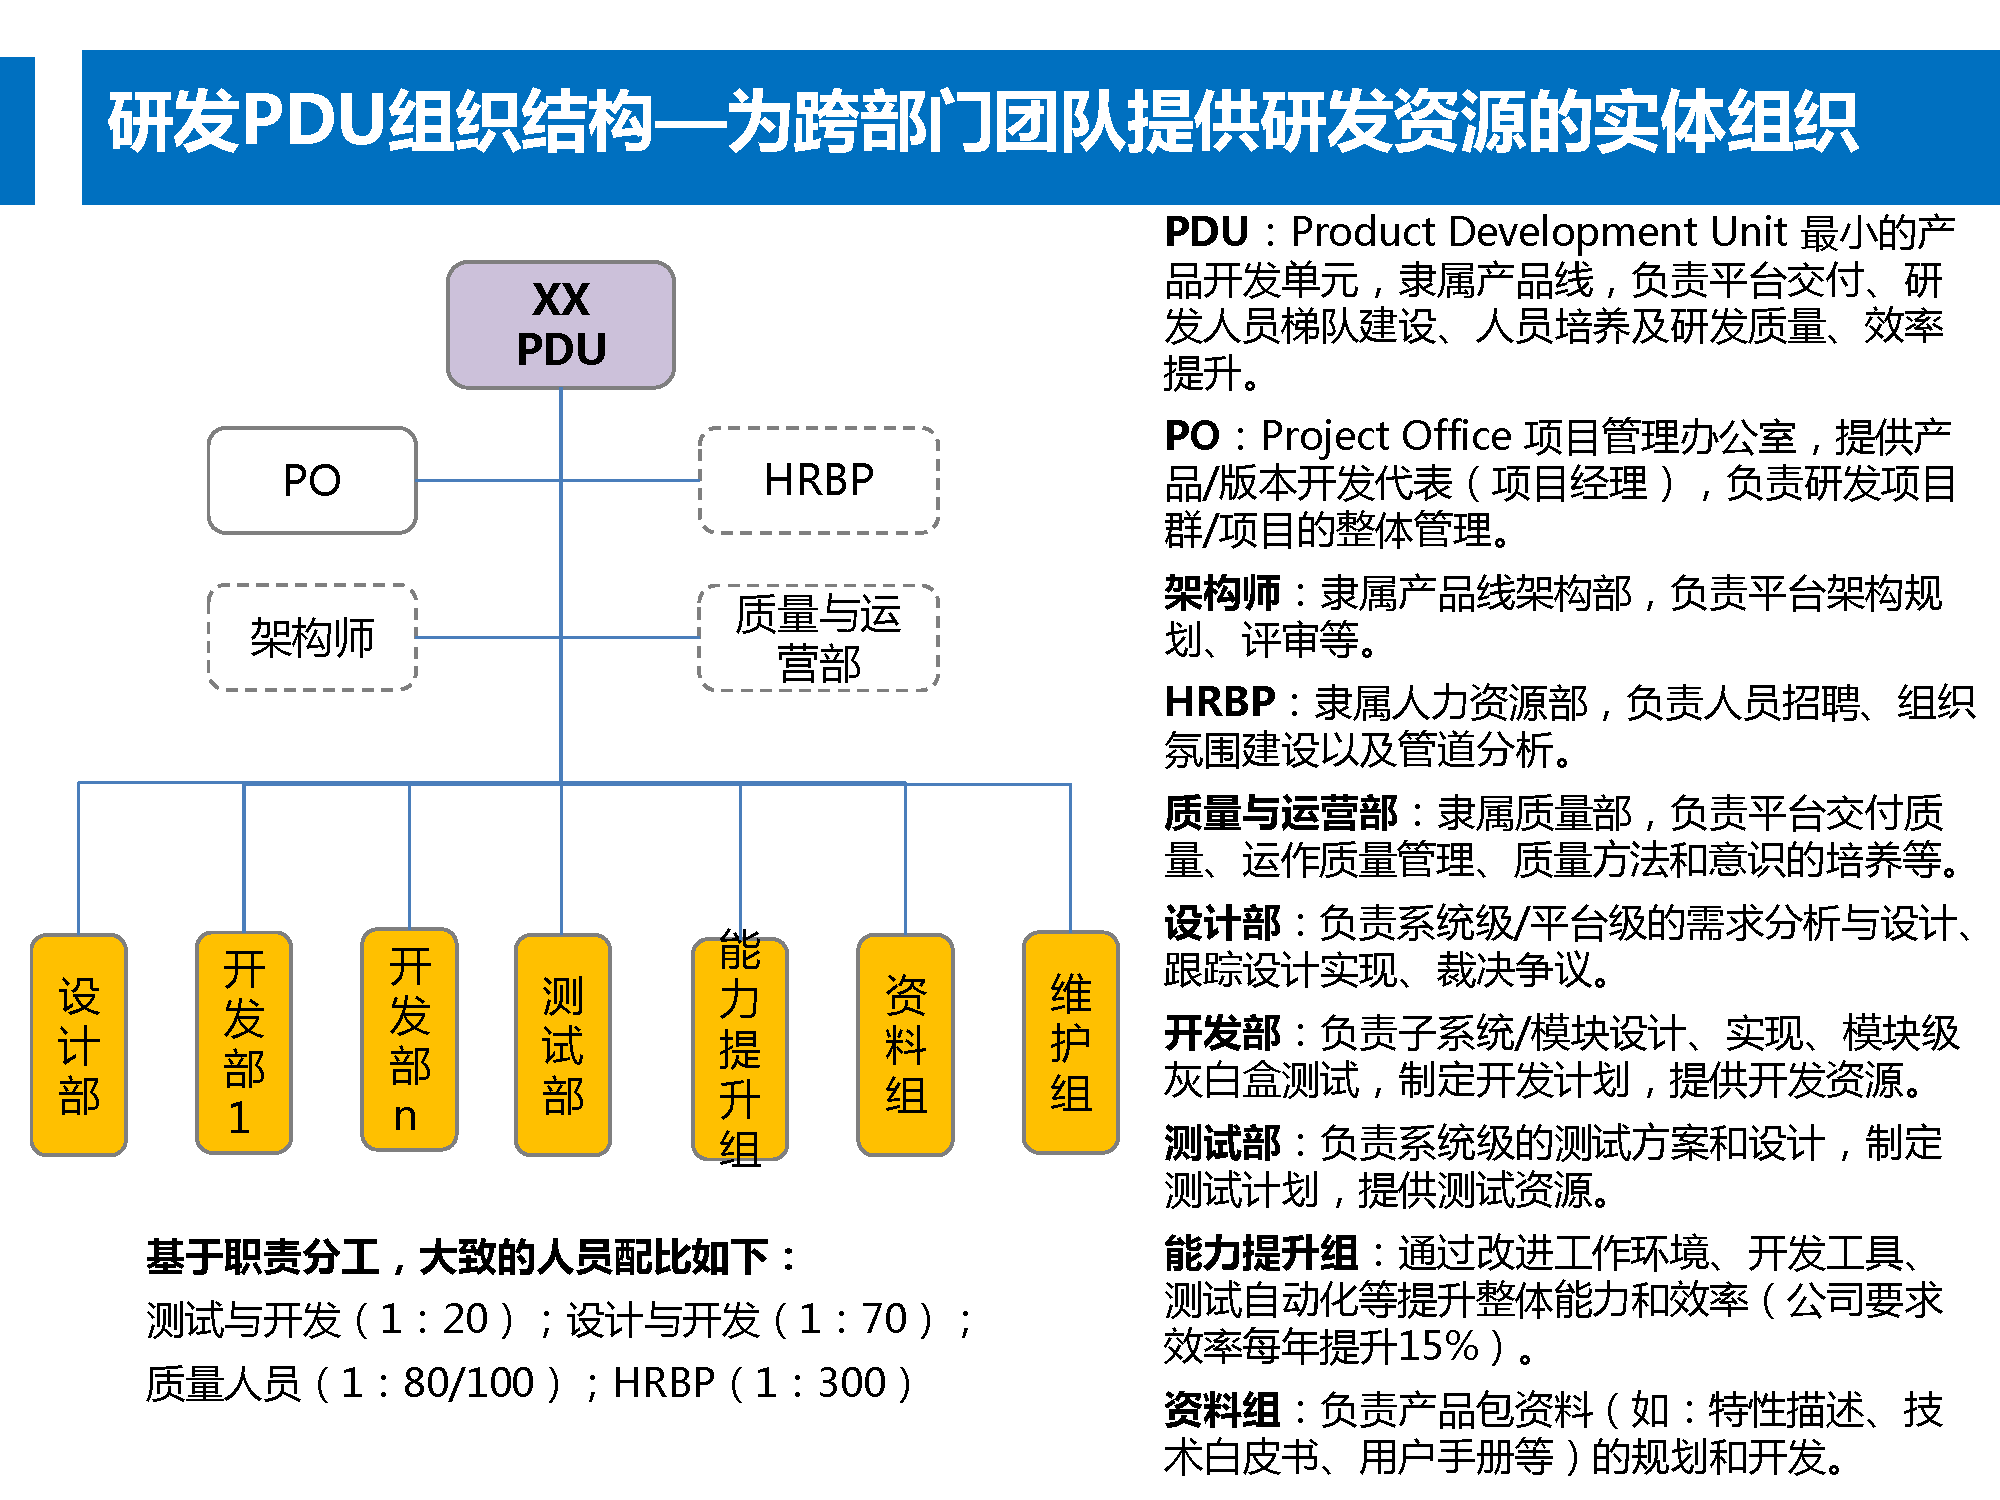 研发PDU组织结构—为跨部门团队提供研发资源的实体组织
XX
PDU
PO
HRBP
架构师
质量与运
营部
设计部
开发部1
开发部n
测试部
能力提升组
资料组
维护组
基于职责分工，大致的人员配比如下：
测试与开发（1：20）；设计与开发（1：70）；
质量人员（1：80/100）；HRBP（1：300）
PDU：Product Development Unit 最小的产
品开发单元，隶属产品线，负责平台交付、研
发人员梯队建设、人员培养及研发质量、效率
提升。
PO：Project Office 项目管理办公室，提供产
品/版本开发代表（项目经理），负责研发项目
群/项目的整体管理。
架构师：隶属产品线架构部，负责平台架构规
划、评审等。
HRBP：隶属人力资源部，负责人员招聘、组织
氛围建设以及管道分析。
质量与运营部：隶属质量部，负责平台交付质
量、运作质量管理、质量方法和意识的培养等。
设计部：负责系统级/平台级的需求分析与设计、
跟踪设计实现、裁决争议。
开发部：负责子系统/模块设计、实现、模块级
灰白盒测试，制定开发计划，提供开发资源。
测试部：负责系统级的测试方案和设计，制定
测试计划，提供测试资源。
能力提升组：通过改进工作环境、开发工具、
测试自动化等提升整体能力和效率（公司要求
效率每年提升15%）。
资料组：负责产品包资料（如：特性描述、技
术白皮书、用户手册等）的规划和开发。